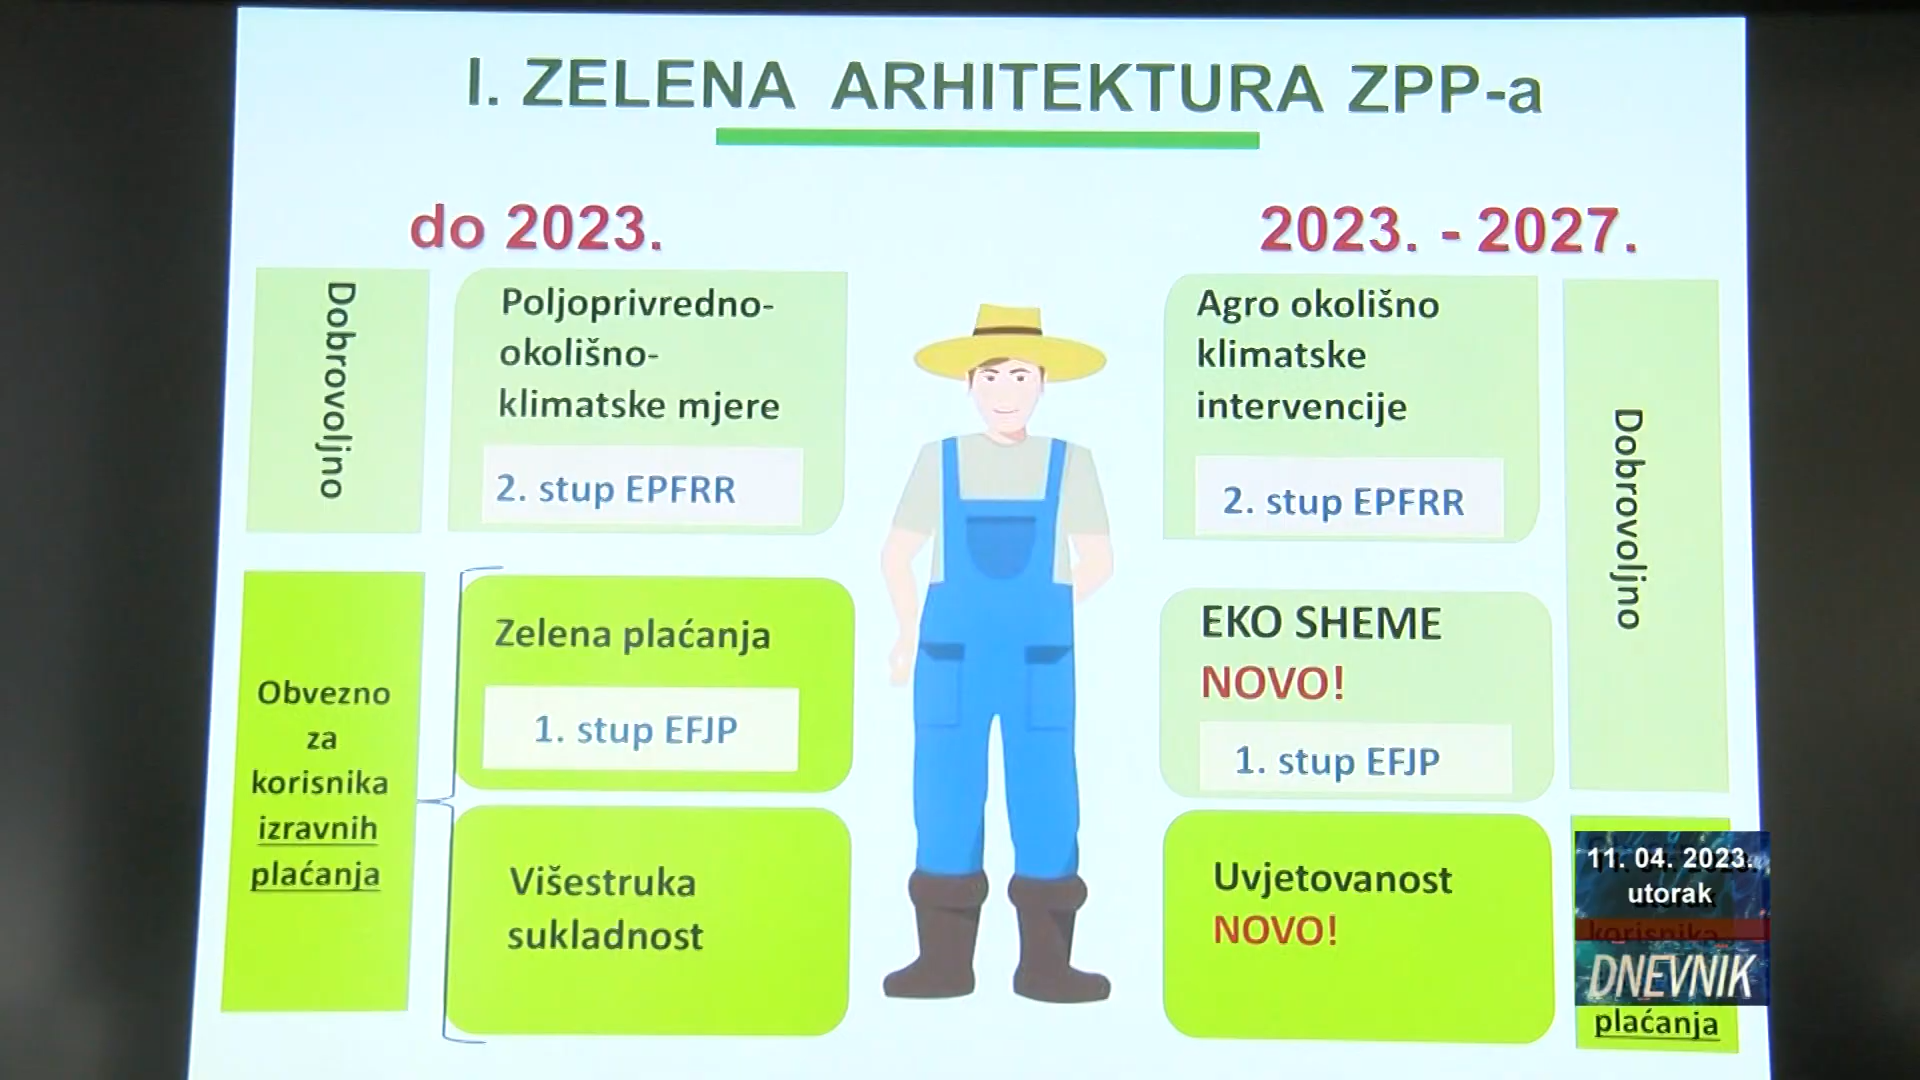 I. ZELENA ARHITEKTURA ZPP-a
do 2023.
2023. - 2027.
Dobrovoljno
Poljoprivredno-
okolišno-
klimatske mjere
2. stup EPFRR
Agro okolišno
klimatske
intervencije
2. stup EPFRR
Dobrovoljno
Obvezno
za
korisnika
izravnih
plaćanja
Zelena plaćanja
1. stup EFJP
Višestruka
sukladnost
EKO SHEME
NOVO!
1. stup EFJP
Uvjetovanost
NOVO!
11. 04. 2023.
utorak
korisnika
DNEVNIK
plaćanja